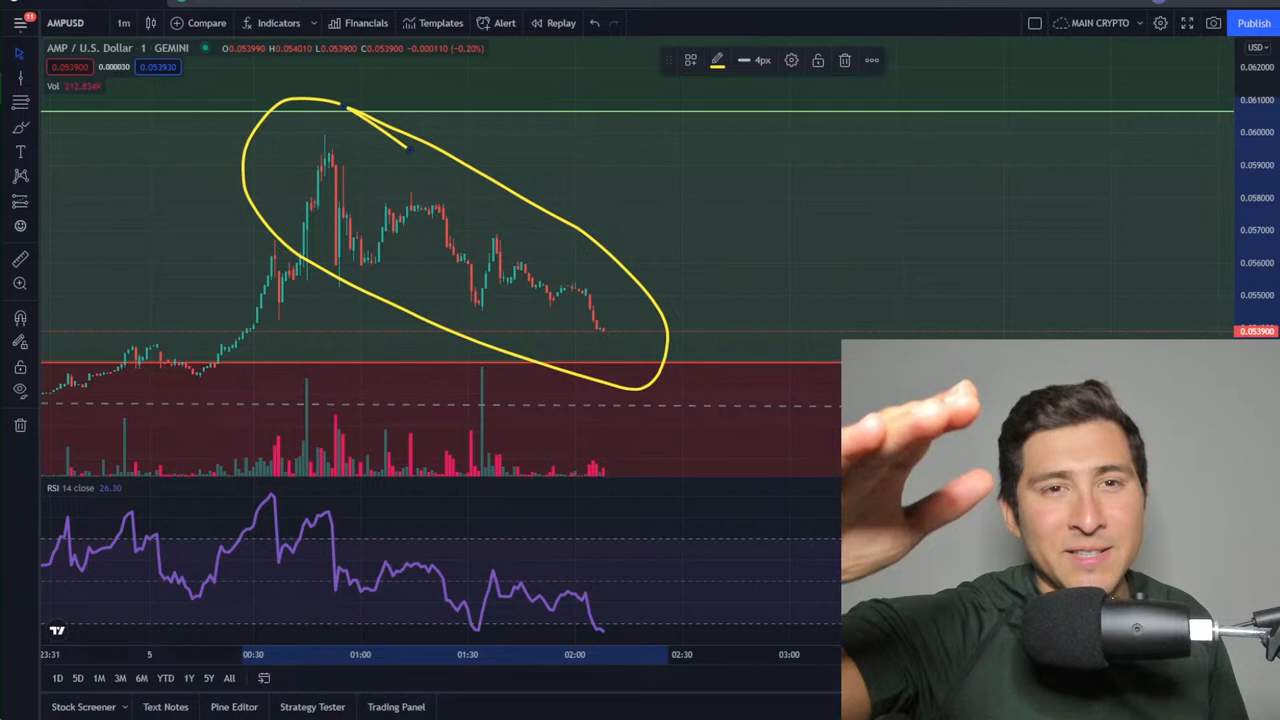 11
AMPUSD 1m Compare Indicators Financials Templates Alert Replay MAIN CRYPTO Publish
AMP / U.S. Dollar 1 GEMINI O0.053990 H0.054010 L0.053900 C0.053900 −0.000110 (−0.20%)
USD
4px
0.053900 0.000030 0.053930
0.062000
Vol 212.834K
0.061000
0.060000
0.059000
0.058000
0.057000
0.056000
0.055000
0.053900
RSI 14 close 26.30
23:31 5 00:30 01:00 01:30 02:00 02:30 03:00
1D 5D 1M 3M 6M YTD 1Y 5Y All
Stock Screener Text Notes Pine Editor Strategy Tester Trading Panel